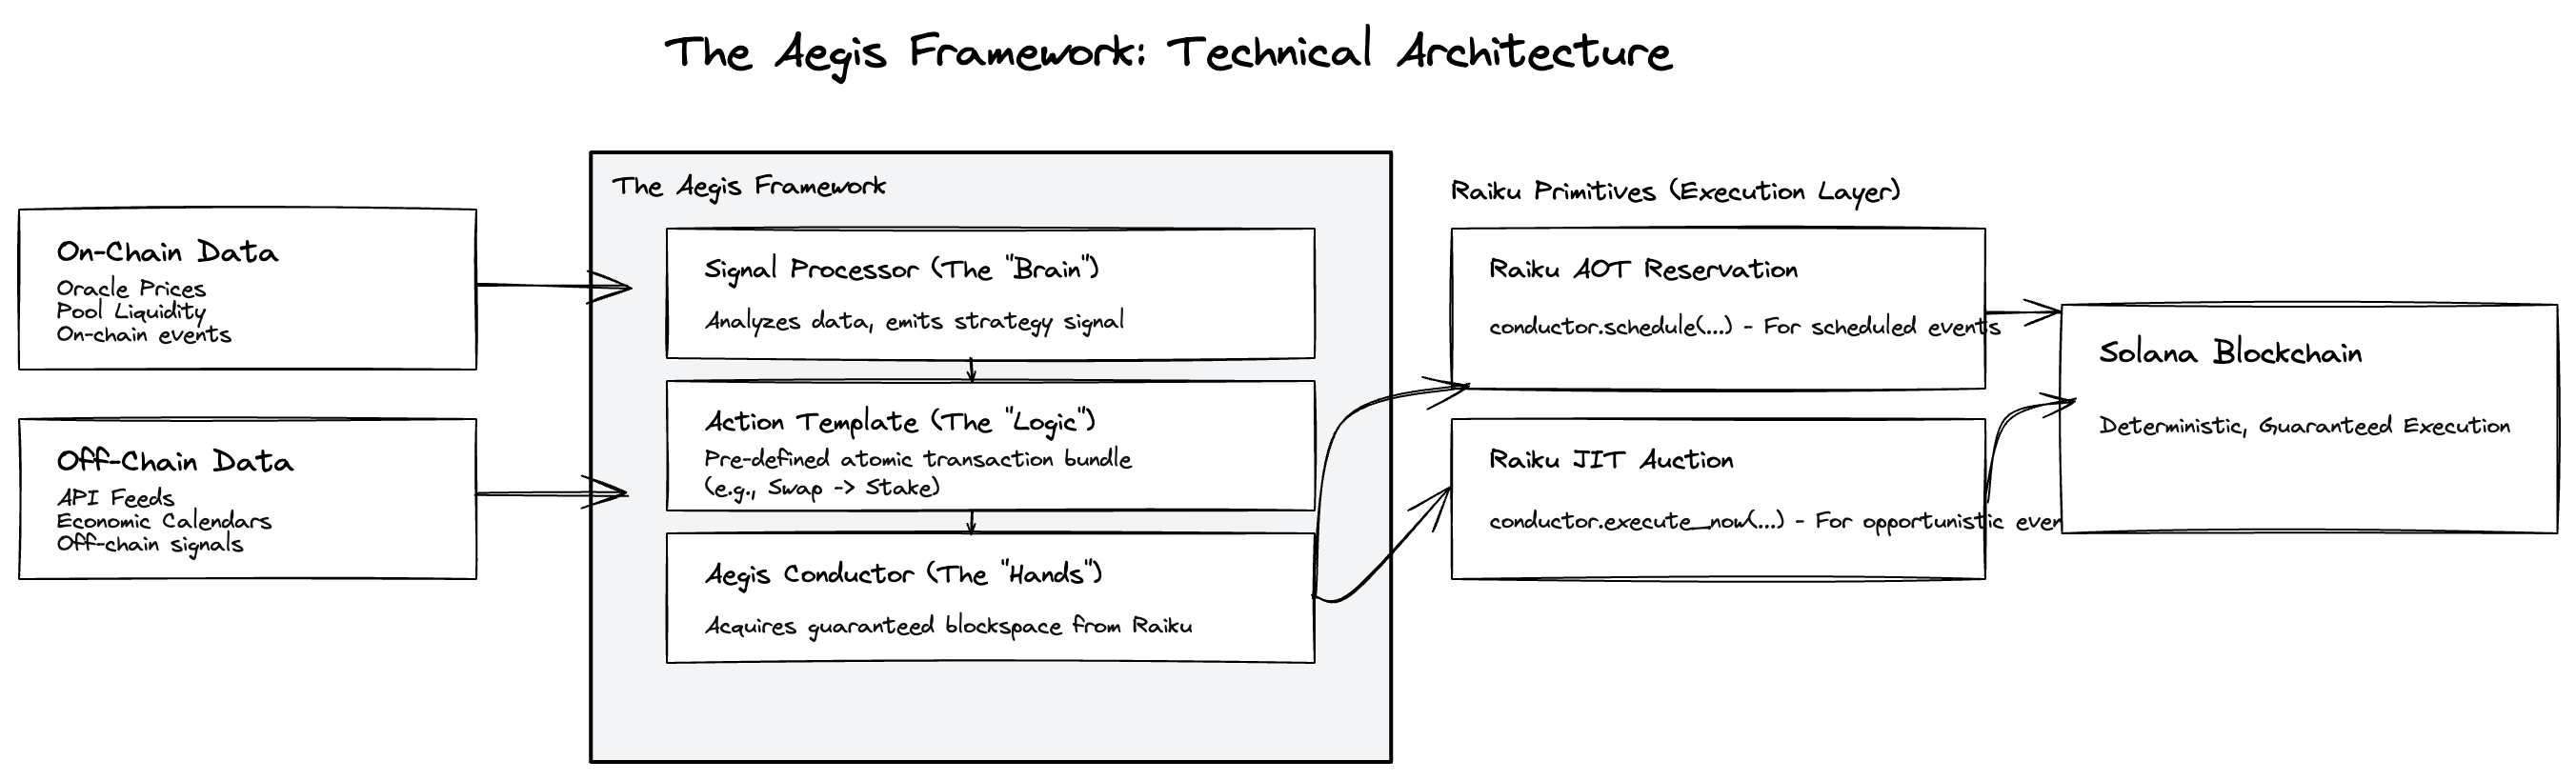 The Aegis Framework: Technical Architecture
On-Chain Data
Oracle Prices
Pool Liquidity
On-chain events
Off-Chain Data
API Feeds
Economic Calendars
Off-chain signals
The Aegis Framework
Signal Processor (The "Brain")
Analyzes data, emits strategy signal
Action Template (The "Logic")
Pre-defined atomic transaction bundle
(e.g., Swap -> Stake)
Aegis Conductor (The "Hands")
Acquires guaranteed blockspace from Raiku
Raiku Primitives (Execution Layer)
Raiku AOT Reservation
conductor.schedule(...) - For scheduled events
Raiku JIT Auction
conductor.execute_now(...) - For opportunistic even
Solana Blockchain
Deterministic, Guaranteed Execution